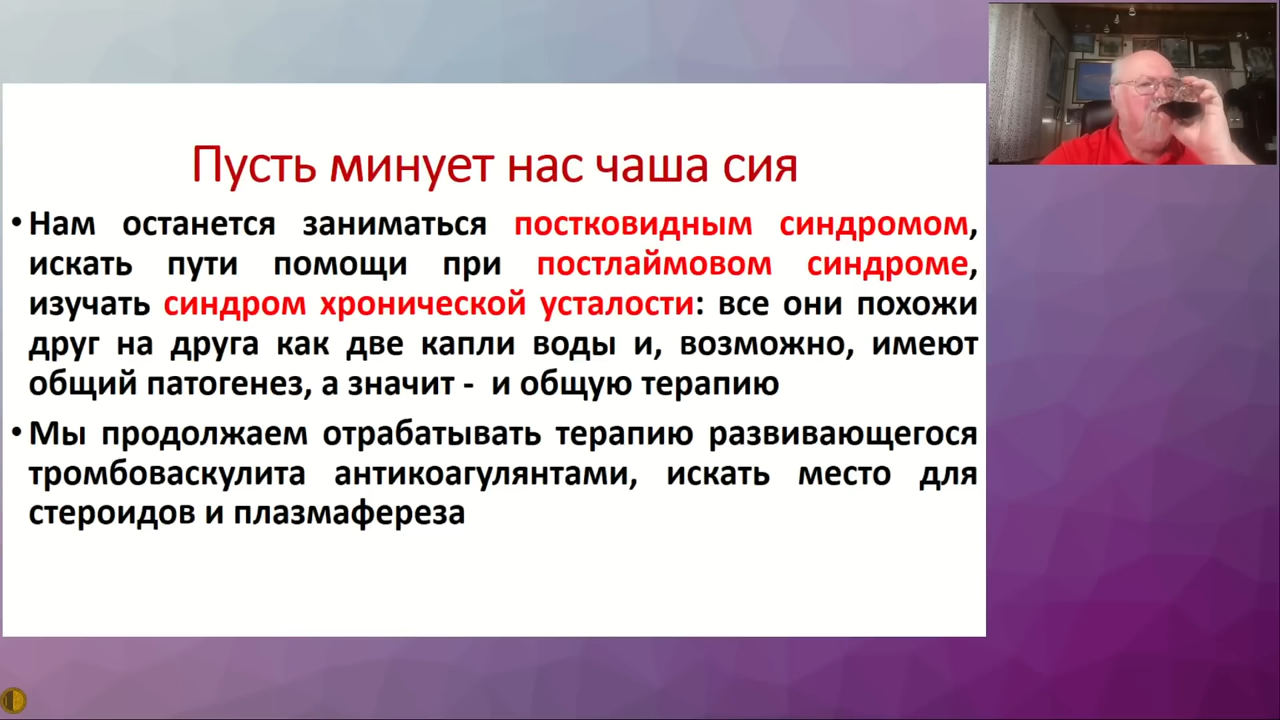 Пусть минует нас чаша сия
• Нам останется заниматься постковидным синдромом,
искать пути помощи при постлаймовом синдроме,
изучать синдром хронической усталости: все они похожи
друг на друга как две капли воды и, возможно, имеют
общий патогенез, а значит - и общую терапию
• Мы продолжаем отрабатывать терапию развивающегося
тромбоваскулита антикоагулянтами, искать место для
стероидов и плазмафереза